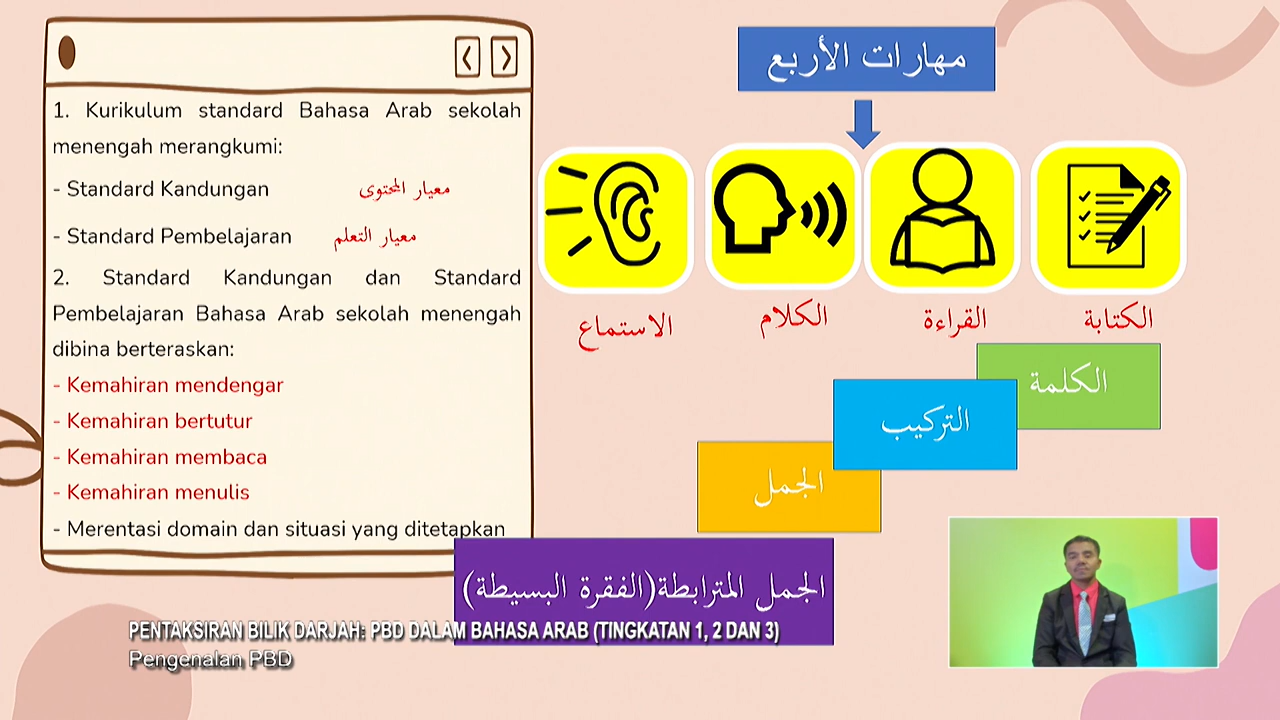 1. Kurikulum standard Bahasa Arab sekolah
menengah merangkumi:
- Standard Kandungan معيار المحتوى
- Standard Pembelajaran معيار التعلم
2. Standard Kandungan dan Standard
Pembelajaran Bahasa Arab sekolah menengah
dibina berteraskan:
- Kemahiran mendengar
- Kemahiran bertutur
- Kemahiran membaca
- Kemahiran menulis
- Merentasi domain dan situasi yang ditetapkan
مهارات الأربع
الاستماع
الكلام
القراءة
الكتابة
الكلمة
التركيب
الجمل
الجمل المترابطة(الفقرة البسيطة)
PENTAKSIRAN BILIK DARJAH: PBD DALAM BAHASA ARAB (TINGKATAN 1, 2 DAN 3)
Pengenalan PBD